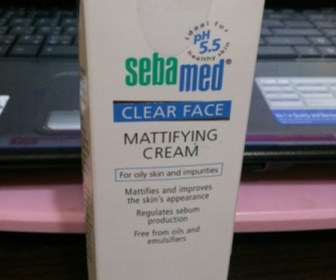 ideal for
pH
5.5
healthy skin
sebamed®
CLEAR FACE
MATTIFYING
CREAM
For oily skin and impurities
Mattifies and improves
the skin's appearance
Regulates sebum
production
Free from oils and
emulsifiers